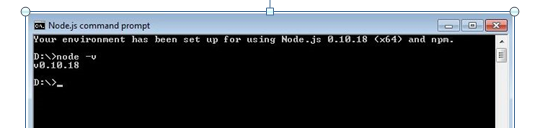 Node.js command prompt
Your environment has been set up for using Node.js 0.10.18 (x64) and npm.
D:\>node -v
v0.10.18
D:\>_